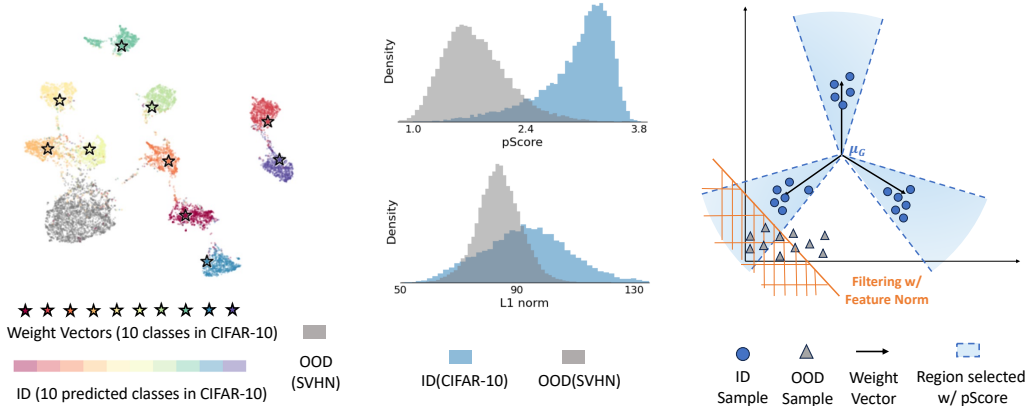 Weight Vectors (10 classes in CIFAR-10)
ID (10 predicted classes in CIFAR-10)
OOD
(SVHN)
Density
1.0
2.4
3.8
pScore
Density
50
90
130
L1 norm
ID(CIFAR-10)
OOD(SVHN)
μG
Filtering w/
Feature Norm
ID
Sample
OOD
Sample
Weight
Vector
Region selected
w/ pScore